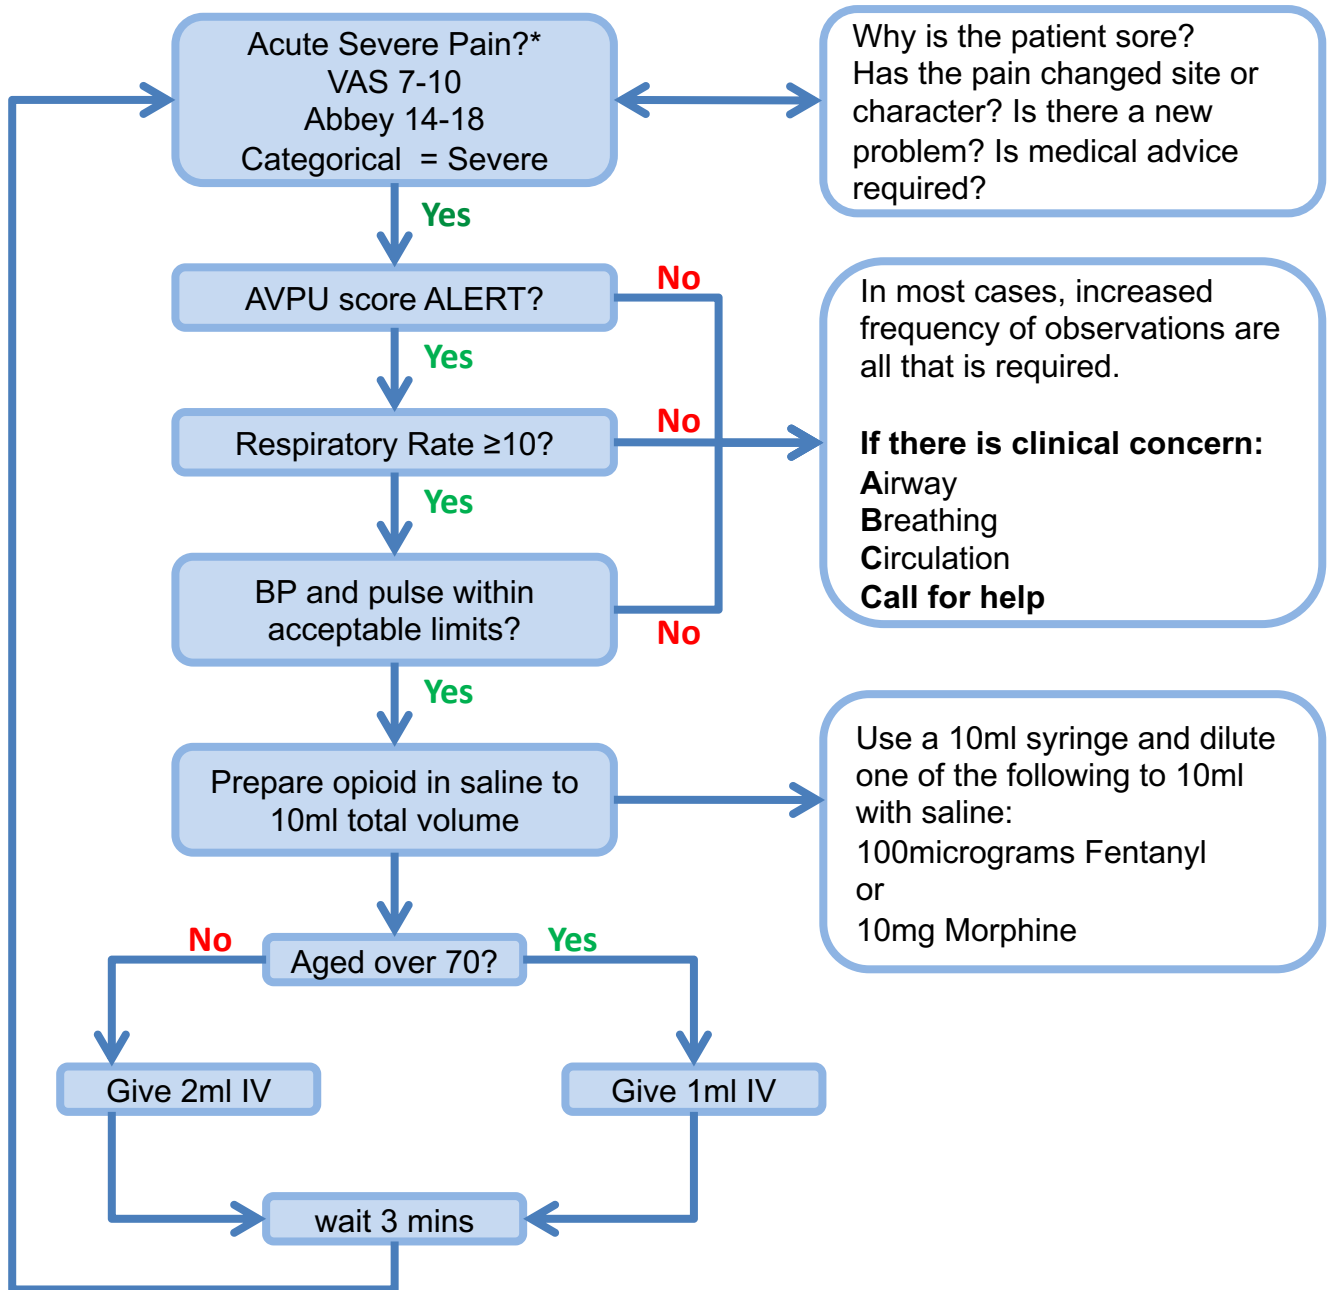 Acute Severe Pain?*
VAS 7-10
Abbey 14-18
Categorical = Severe
Why is the patient sore?
Has the pain changed site or
character? Is there a new
problem? Is medical advice
required?
Yes
AVPU score ALERT?
No
Yes
Respiratory Rate ≥10?
No
Yes
BP and pulse within
acceptable limits?
No
In most cases, increased
frequency of observations are
all that is required.
If there is clinical concern:
Airway
Breathing
Circulation
Call for help
Yes
Prepare opioid in saline to
10ml total volume
Use a 10ml syringe and dilute
one of the following to 10ml
with saline:
100micrograms Fentanyl
or
10mg Morphine
No
Aged over 70?
Yes
Give 2ml IV
Give 1ml IV
wait 3 mins